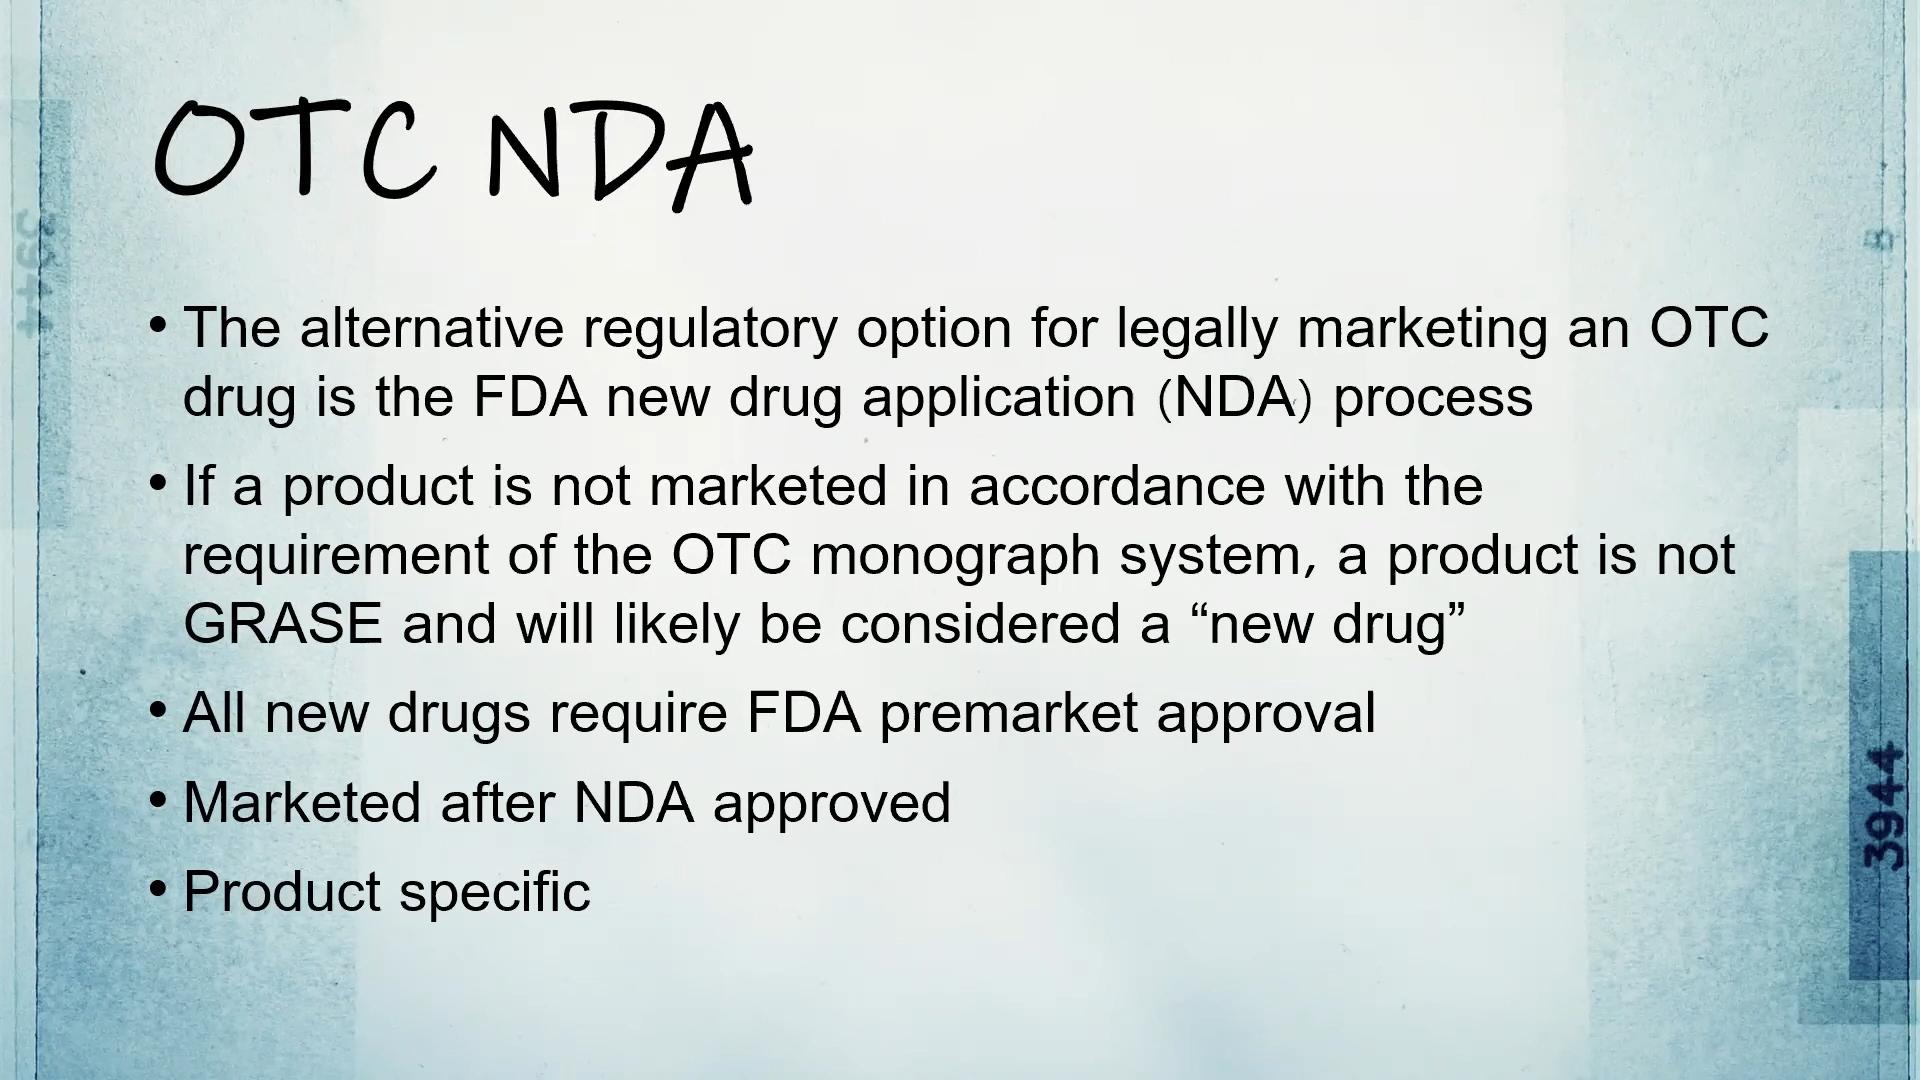 OTC NDA
• The alternative regulatory option for legally marketing an OTC
drug is the FDA new drug application (NDA) process
• If a product is not marketed in accordance with the
requirement of the OTC monograph system, a product is not
GRASE and will likely be considered a “new drug”
• All new drugs require FDA premarket approval
• Marketed after NDA approved
• Product specific
3944